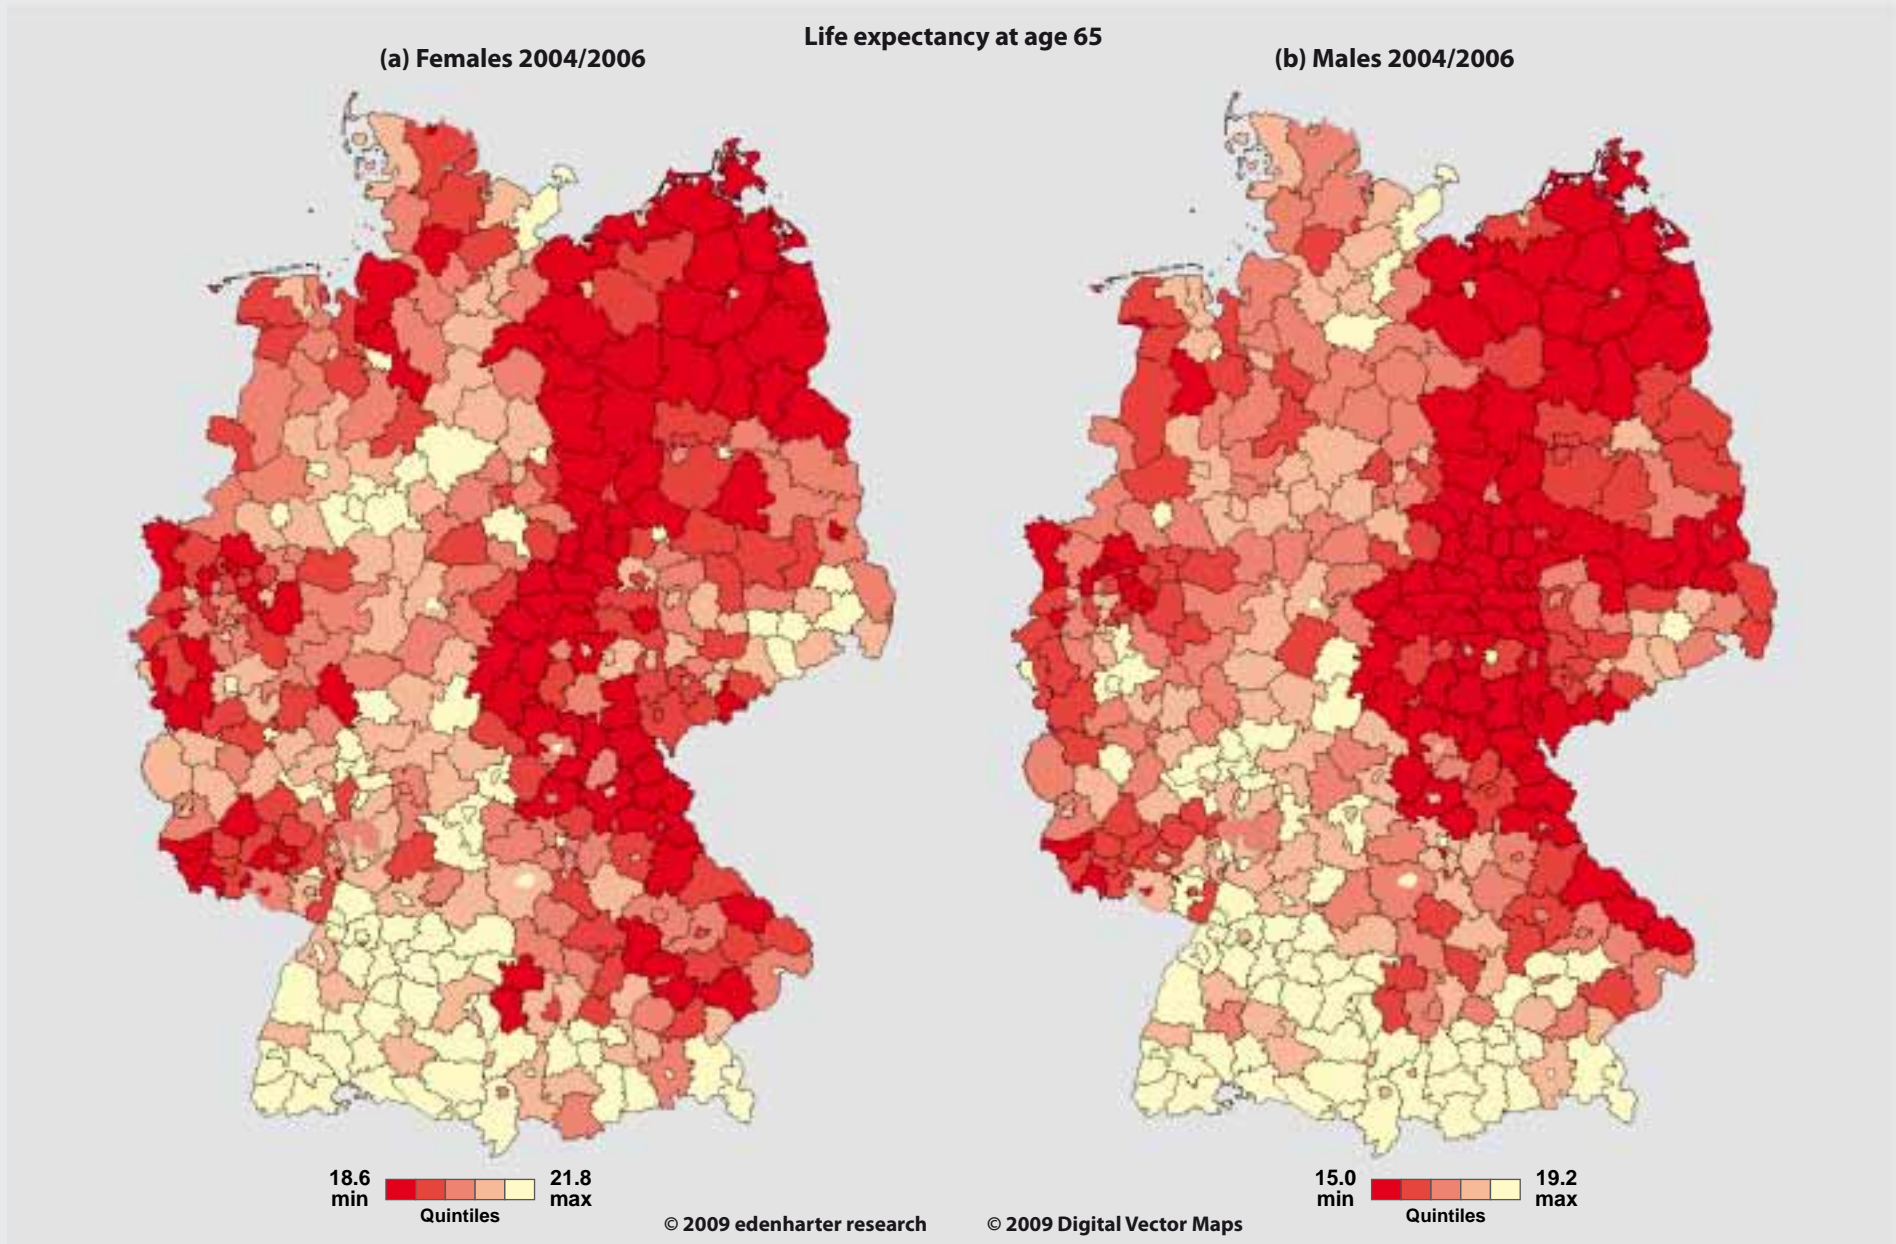 Life expectancy at age 65
(a) Females 2004/2006
(b) Males 2004/2006
18.6
min
21.8
max
Quintiles
15.0
min
19.2
max
Quintiles
© 2009 edenharter research
© 2009 Digital Vector Maps